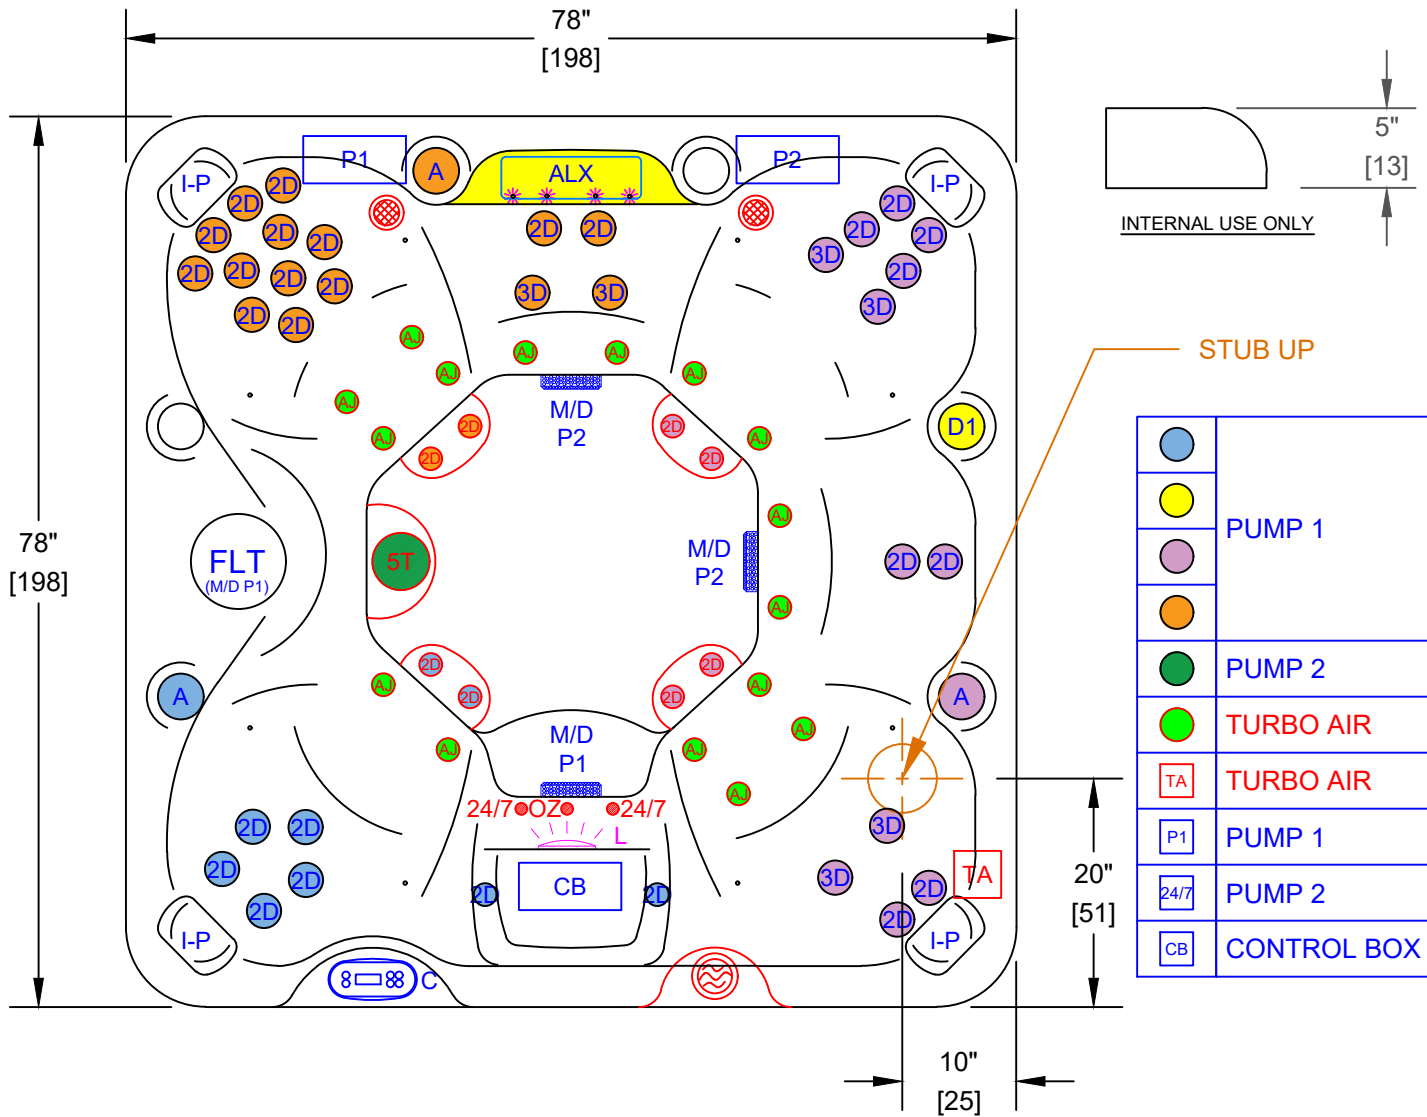 78"
[198]
5"
[13]
INTERNAL USE ONLY
P1
A
ALX
P2
I-P
I-P
2D
2D
2D
2D
2D
2D
2D
2D
2D
2D
2D
2D
2D
3D
3D
2D
2D
2D
3D
2D
3D
AJ
AJ
AJ
AJ
AJ
AJ
AJ
AJ
STUB UP
M/D
P2
2D
2D
2D
2D
D1
78"
[198]
FLT
(M/D P1)
5T
M/D
P2
AJ
2D
2D
AJ
PUMP 1
PUMP 2
TURBO AIR
TA
TURBO AIR
P1
PUMP 1
24/7
PUMP 2
CB
CONTROL BOX
2D
2D
2D
2D
AJ
AJ
A
A
M/D
P1
AJ
AJ
AJ
AJ
24/7
OZ
24/7
L
2D
2D
2D
2D
2D
2D
CB
2D
3D
3D
2D
2D
TA
I-P
I-P
C
20"
[51]
10"
[25]